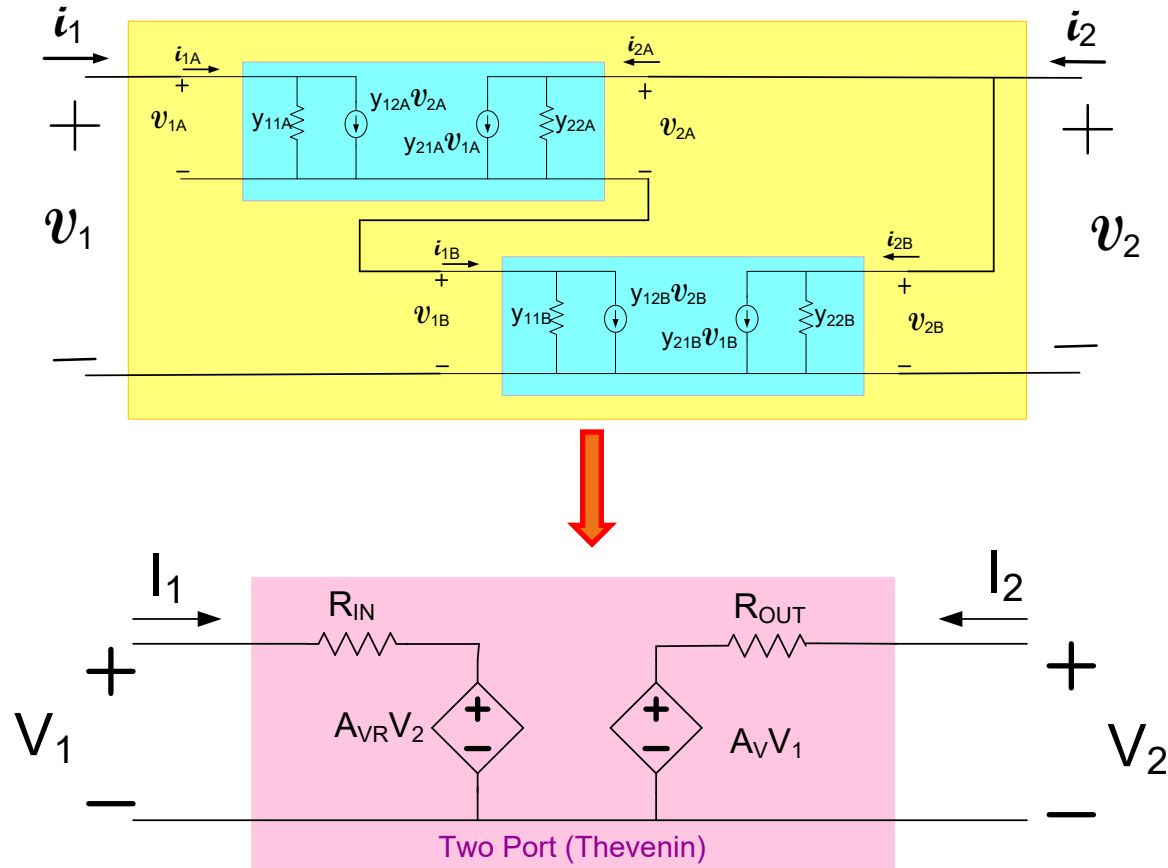 i1
i2
i1A
i2A
+
+
+
+
v1A
y11A
y12Av2A
y21Av1A
y22A
v2A
−
−
v1
v2
i1B
i2B
+
+
v1B
y11B
y12Bv2B
y21Bv1B
y22B
v2B
−
−
−
−
I1
I2
RIN
ROUT
+
+
+
+
V1
AVRV2
−
−
AVV1
V2
−
−
Two Port (Thevenin)